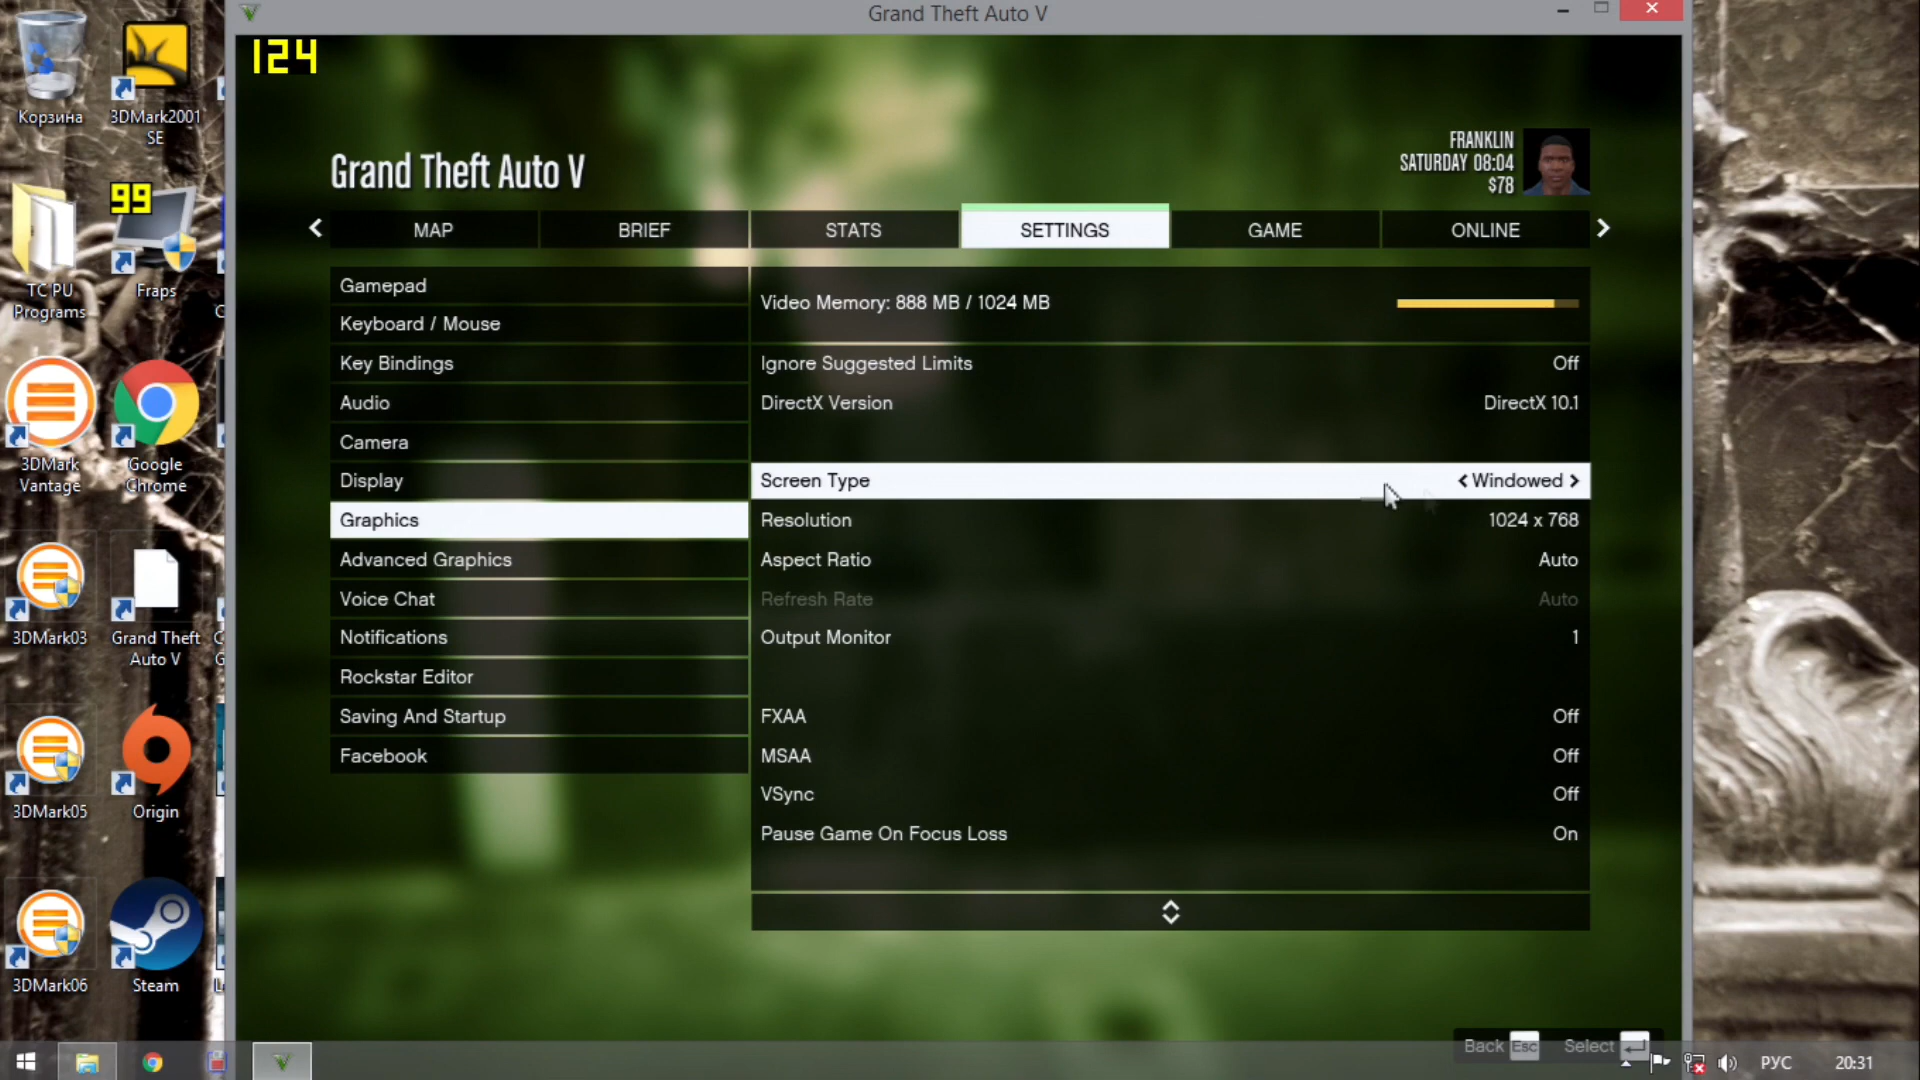 Grand Theft Auto V
124
Корзина
3DMark2001
SE
99
TC PU
Programs
Fraps
3DMark
Vantage
Google
Chrome
3DMark03
Grand Theft
Auto V
3DMark05
Origin
3DMark06
Steam
Grand Theft Auto V
FRANKLIN
SATURDAY 08:04
$78
MAP
BRIEF
STATS
SETTINGS
GAME
ONLINE
Gamepad
Keyboard / Mouse
Key Bindings
Audio
Camera
Display
Graphics
Advanced Graphics
Voice Chat
Notifications
Rockstar Editor
Saving And Startup
Facebook
Video Memory: 888 MB / 1024 MB
Ignore Suggested Limits Off
DirectX Version DirectX 10.1
Screen Type Windowed
Resolution 1024 x 768
Aspect Ratio Auto
Refresh Rate Auto
Output Monitor 1
FXAA Off
MSAA Off
VSync Off
Pause Game On Focus Loss On
Back Esc Select
РУС 20:31